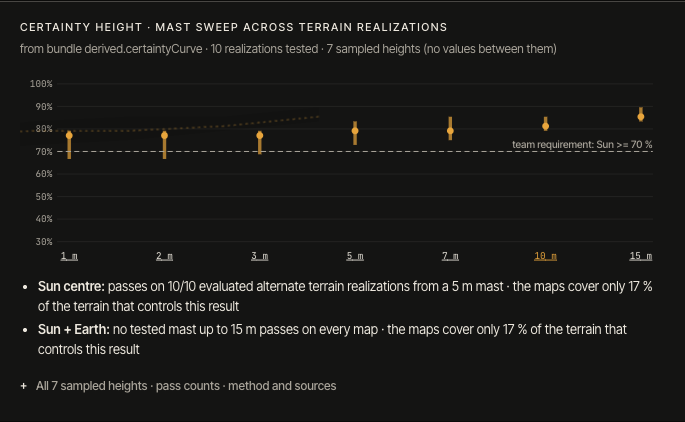 CERTAINTY HEIGHT · MAST SWEEP ACROSS TERRAIN REALIZATIONS
from bundle derived.certaintyCurve · 10 realizations tested · 7 sampled heights (no values between them)
100%
90%
80%
70%
team requirement: Sun >= 70 %
60%
50%
40%
30%
1 m 2 m 3 m 5 m 7 m 10 m 15 m
• Sun centre: passes on 10/10 evaluated alternate terrain realizations from a 5 m mast · the maps cover only 17 %
of the terrain that controls this result
• Sun + Earth: no tested mast up to 15 m passes on every map · the maps cover only 17 % of the terrain that
controls this result
+ All 7 sampled heights · pass counts · method and sources